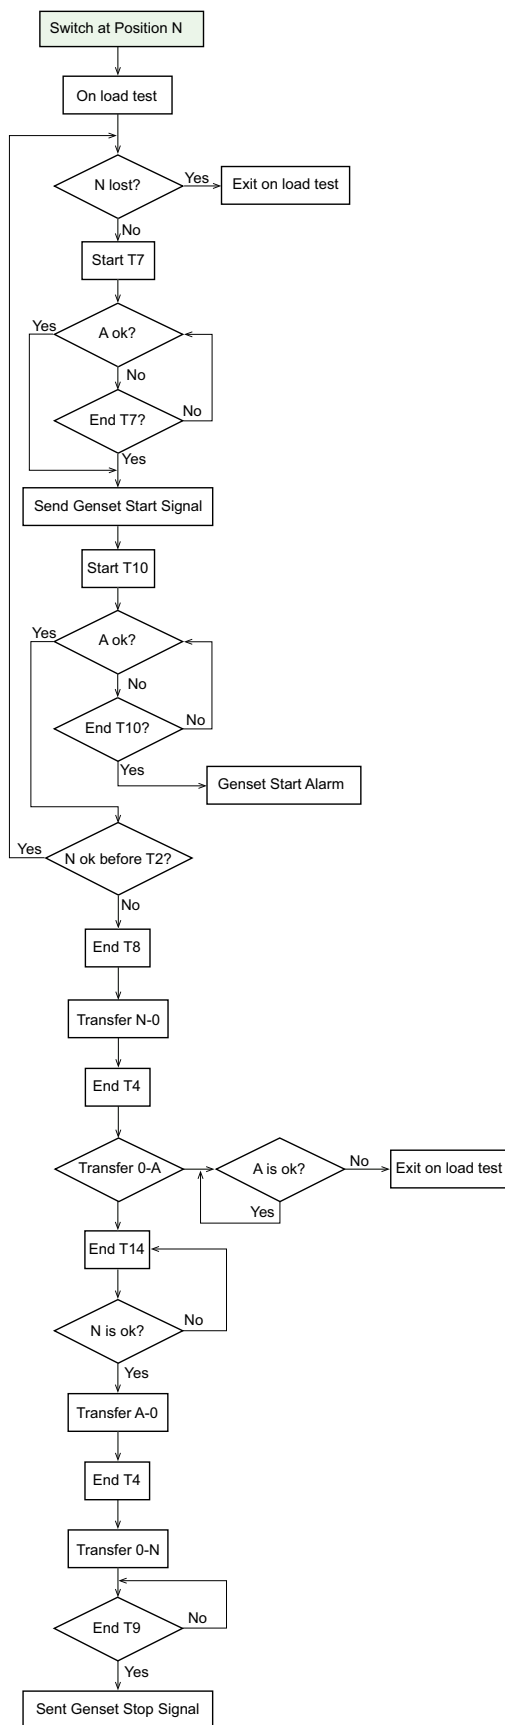 Switch at Position N
On load test
N lost?
Yes
Exit on load test
No
Start T7
Yes
A ok?
No
End T7?
No
Yes
Send Genset Start Signal
Start T10
Yes
A ok?
No
End T10?
No
Yes
Genset Start Alarm
Yes
N ok before T2?
No
End T8
Transfer N-0
End T4
Transfer 0-A
A is ok?
No
Exit on load test
Yes
End T14
N is ok?
No
Yes
Transfer A-0
End T4
Transfer 0-N
End T9
No
Yes
Sent Genset Stop Signal